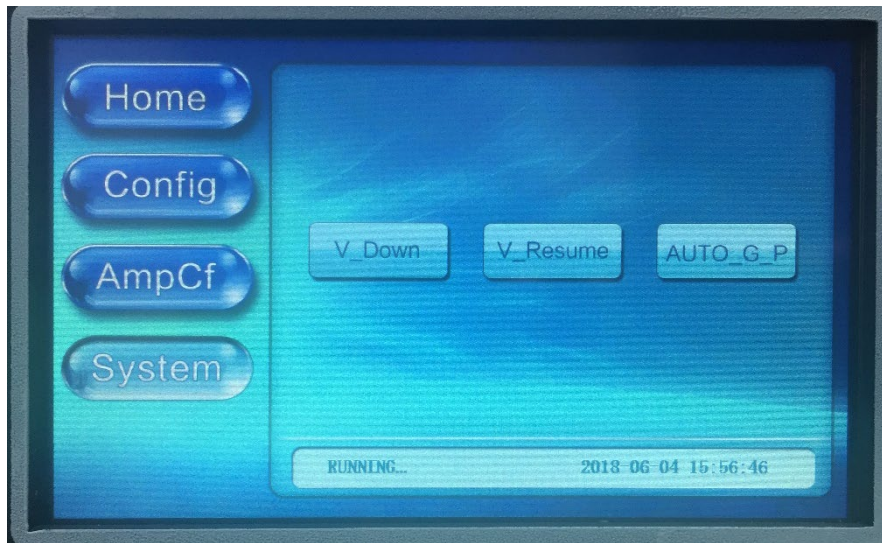 Home
Config
AmpCf
System
V_Down V_Resume AUTO_G_P
RUNNING... 2018 06 04 15:56:46